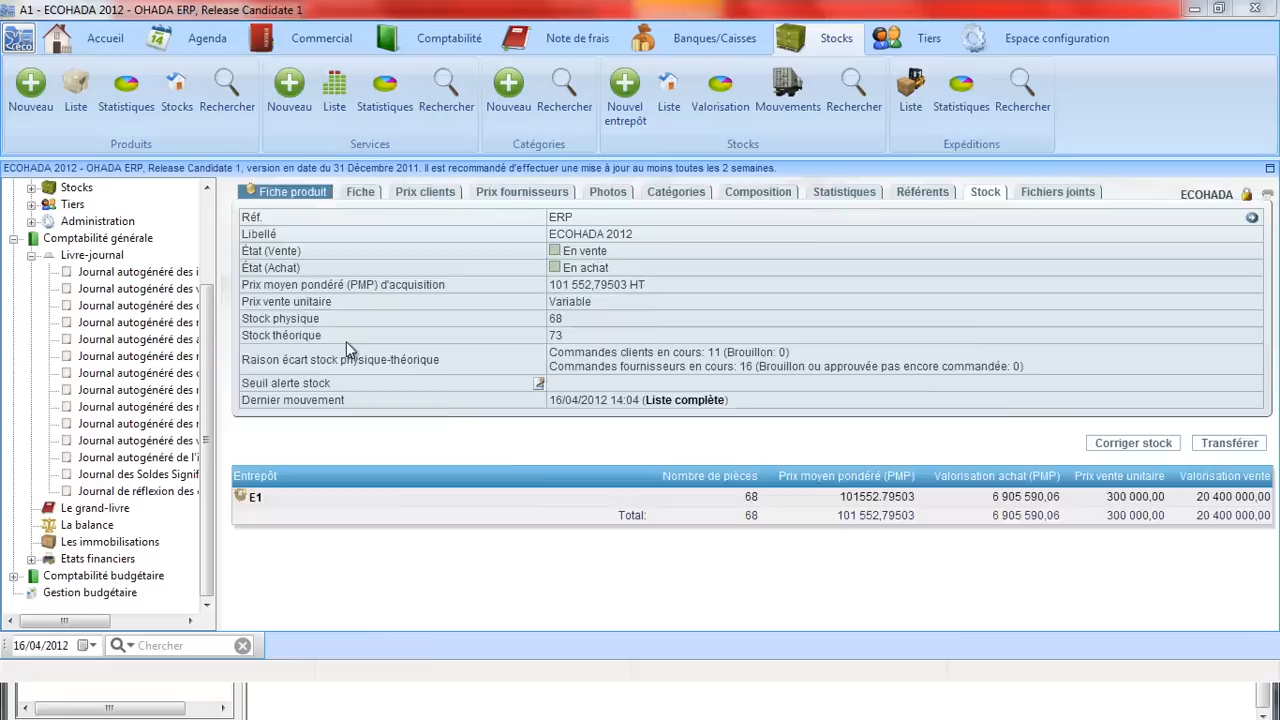 A1 - ECOHADA 2012 - OHADA ERP, Release Candidate 1
éco Accueil Agenda Commercial Comptabilité Note de frais Banques/Caisses Stocks Tiers Espace configuration
Nouveau Liste Statistiques Stocks Rechercher Nouveau Liste Statistiques Rechercher Nouveau Rechercher Nouvel entrepôt Liste Valorisation Mouvements Rechercher Liste Statistiques Rechercher
Produits Services Catégories Stocks Expéditions
ECOHADA 2012 - OHADA ERP, Release Candidate 1, version en date du 31 Décembre 2011. Il est recommandé d'effectuer une mise à jour au moins toutes les 2 semaines.
Stocks
Tiers
Administration
Comptabilité générale
Livre-journal
Journal autogénéré des i
Journal autogénéré des v
Journal autogénéré des c
Journal autogénéré des r
Journal autogénéré des a
Journal autogénéré des r
Journal autogénéré des c
Journal autogénéré des c
Journal autogénéré des r
Journal autogénéré des r
Journal autogénéré des v
Journal autogénéré de l'i
Journal des Soldes Signif
Journal de réflexion des c
Le grand-livre
La balance
Les immobilisations
Etats financiers
Comptabilité budgétaire
Gestion budgétaire
16/04/2012 Chercher
Fiche produit Fiche Prix clients Prix fournisseurs Photos Catégories Composition Statistiques Référents Stock Fichiers joints ECOHADA
Réf. ERP
Libellé ECOHADA 2012
État (Vente) En vente
État (Achat) En achat
Prix moyen pondéré (PMP) d'acquisition 101 552,79503 HT
Prix vente unitaire Variable
Stock physique 68
Stock théorique 73
Raison écart stock physique-théorique Commandes clients en cours: 11 (Brouillon: 0)
Commandes fournisseurs en cours: 16 (Brouillon ou approuvée pas encore commandée: 0)
Seuil alerte stock
Dernier mouvement 16/04/2012 14:04 (Liste complète)
Corriger stock Transférer
Entrepôt Nombre de pièces Prix moyen pondéré (PMP) Valorisation achat (PMP) Prix vente unitaire Valorisation vente
E1 68 101552.79503 6 905 590,06 300 000,00 20 400 000,00
Total: 68 101 552,79503 6 905 590,06 300 000,00 20 400 000,00